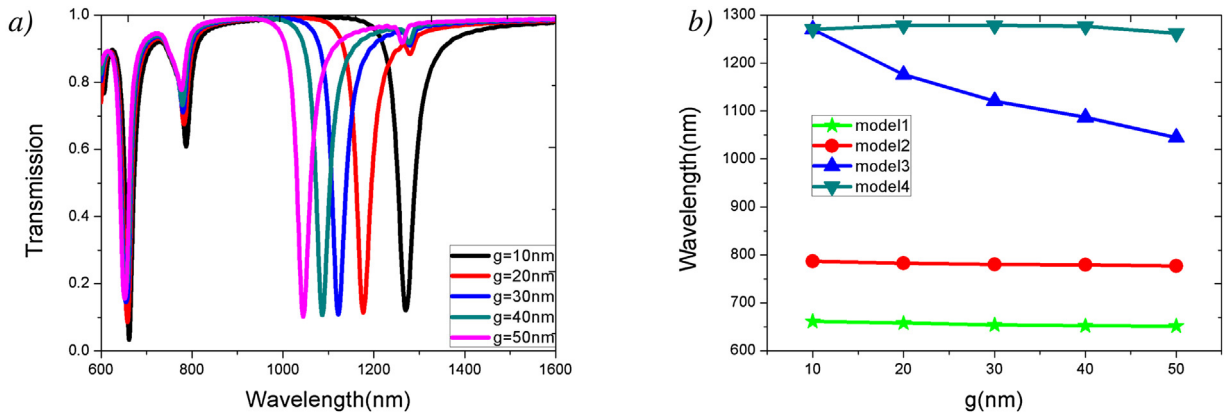 a)
Transmission
1.0
0.8
0.6
0.4
0.2
0.0
600
800
1000
1200
1400
1600
Wavelength(nm)
g=10nm
g=20nm
g=30nm
g=40nm
g=50nm
b)
Wavelength(nm)
1300
1200
1100
1000
900
800
700
600
10
20
30
40
50
g(nm)
model1
model2
model3
model4